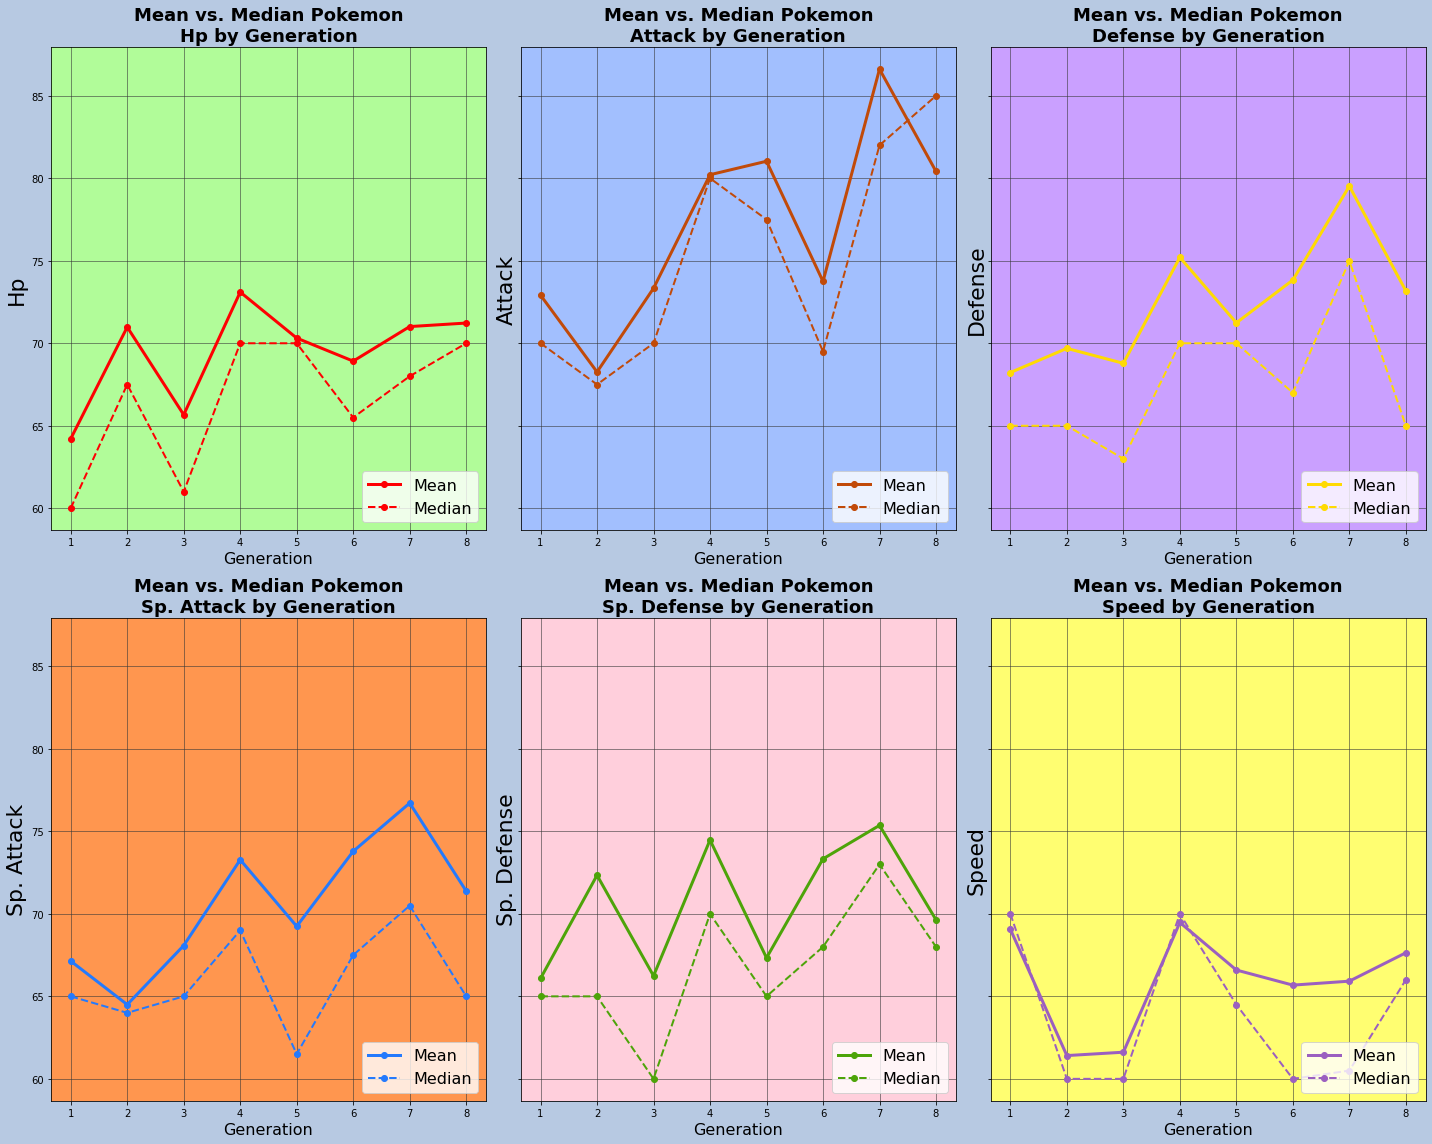 Mean vs. Median Pokemon
Hp by Generation
Hp
85
80
75
70
65
60
1 2 3 4 5 6 7 8
Generation
Mean
Median
Mean vs. Median Pokemon
Attack by Generation
Attack
1 2 3 4 5 6 7 8
Generation
Mean
Median
Mean vs. Median Pokemon
Defense by Generation
Defense
1 2 3 4 5 6 7 8
Generation
Mean
Median
Mean vs. Median Pokemon
Sp. Attack by Generation
Sp. Attack
85
80
75
70
65
60
1 2 3 4 5 6 7 8
Generation
Mean
Median
Mean vs. Median Pokemon
Sp. Defense by Generation
Sp. Defense
1 2 3 4 5 6 7 8
Generation
Mean
Median
Mean vs. Median Pokemon
Speed by Generation
Speed
1 2 3 4 5 6 7 8
Generation
Mean
Median